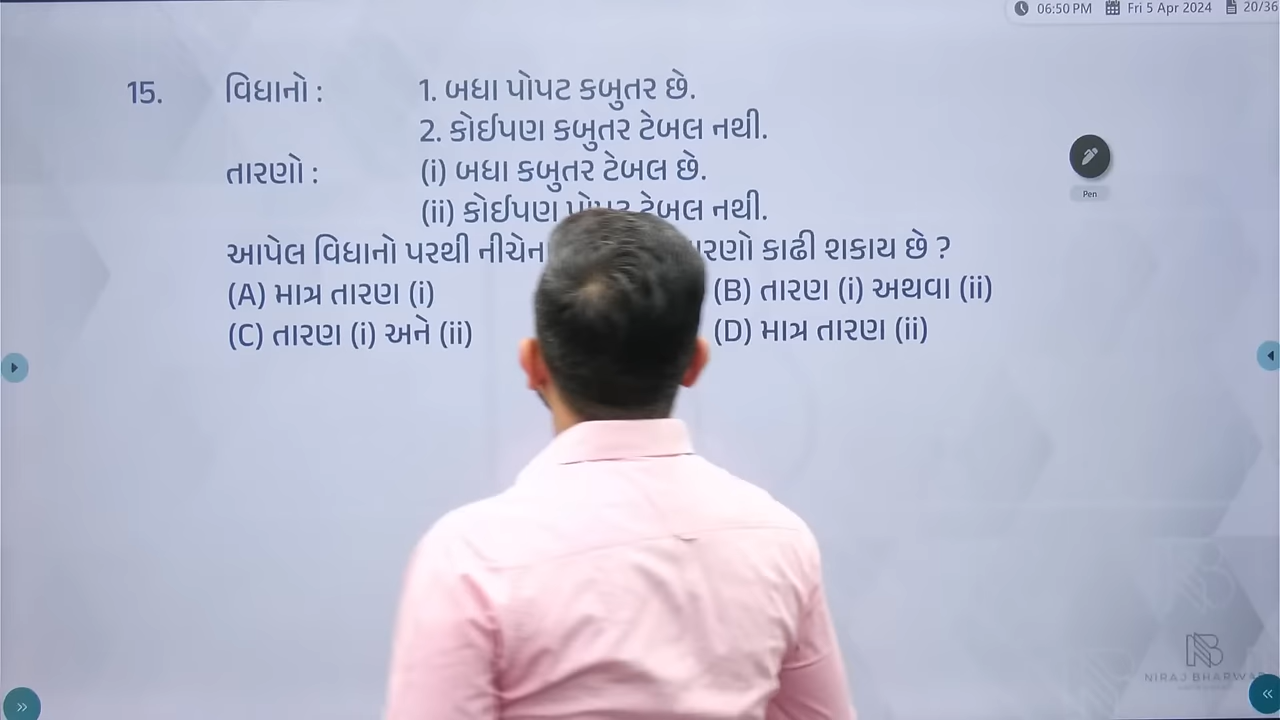 06:50 PM Fri 5 Apr 2024 20/36
15. વિધાનો : 1. બધા પોપટ કબુતર છે.
2. કોઈપણ કબુતર ટેબલ નથી.
તારણો : (i) બધા કબુતર ટેબલ છે.
(ii) કોઈપણ ટેબલ નથી.
આપેલ વિધાનો પરથી કાઢી શકાય છે ?
(A) માત્ર તારણ (i) (B) તારણ (i) અથવા (ii)
(C) તારણ (i) અને (ii) (D) માત્ર તારણ (ii)
Pen
NIRAJ BHARWAD